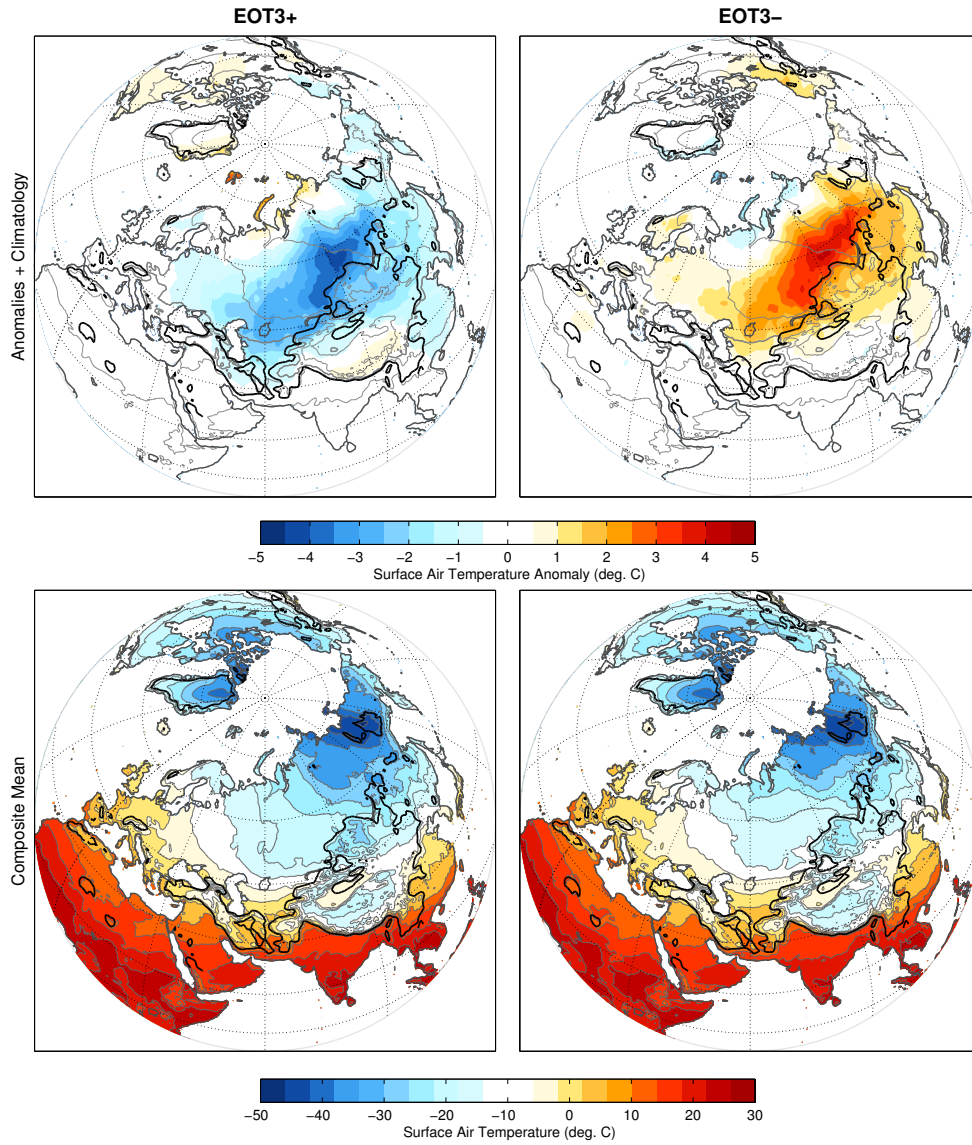 EOT3+ EOT3−
Anomalies + Climatology
−5 −4 −3 −2 −1 0 1 2 3 4 5
Surface Air Temperature Anomaly (deg. C)
Composite Mean
−50 −40 −30 −20 −10 0 10 20 30
Surface Air Temperature (deg. C)